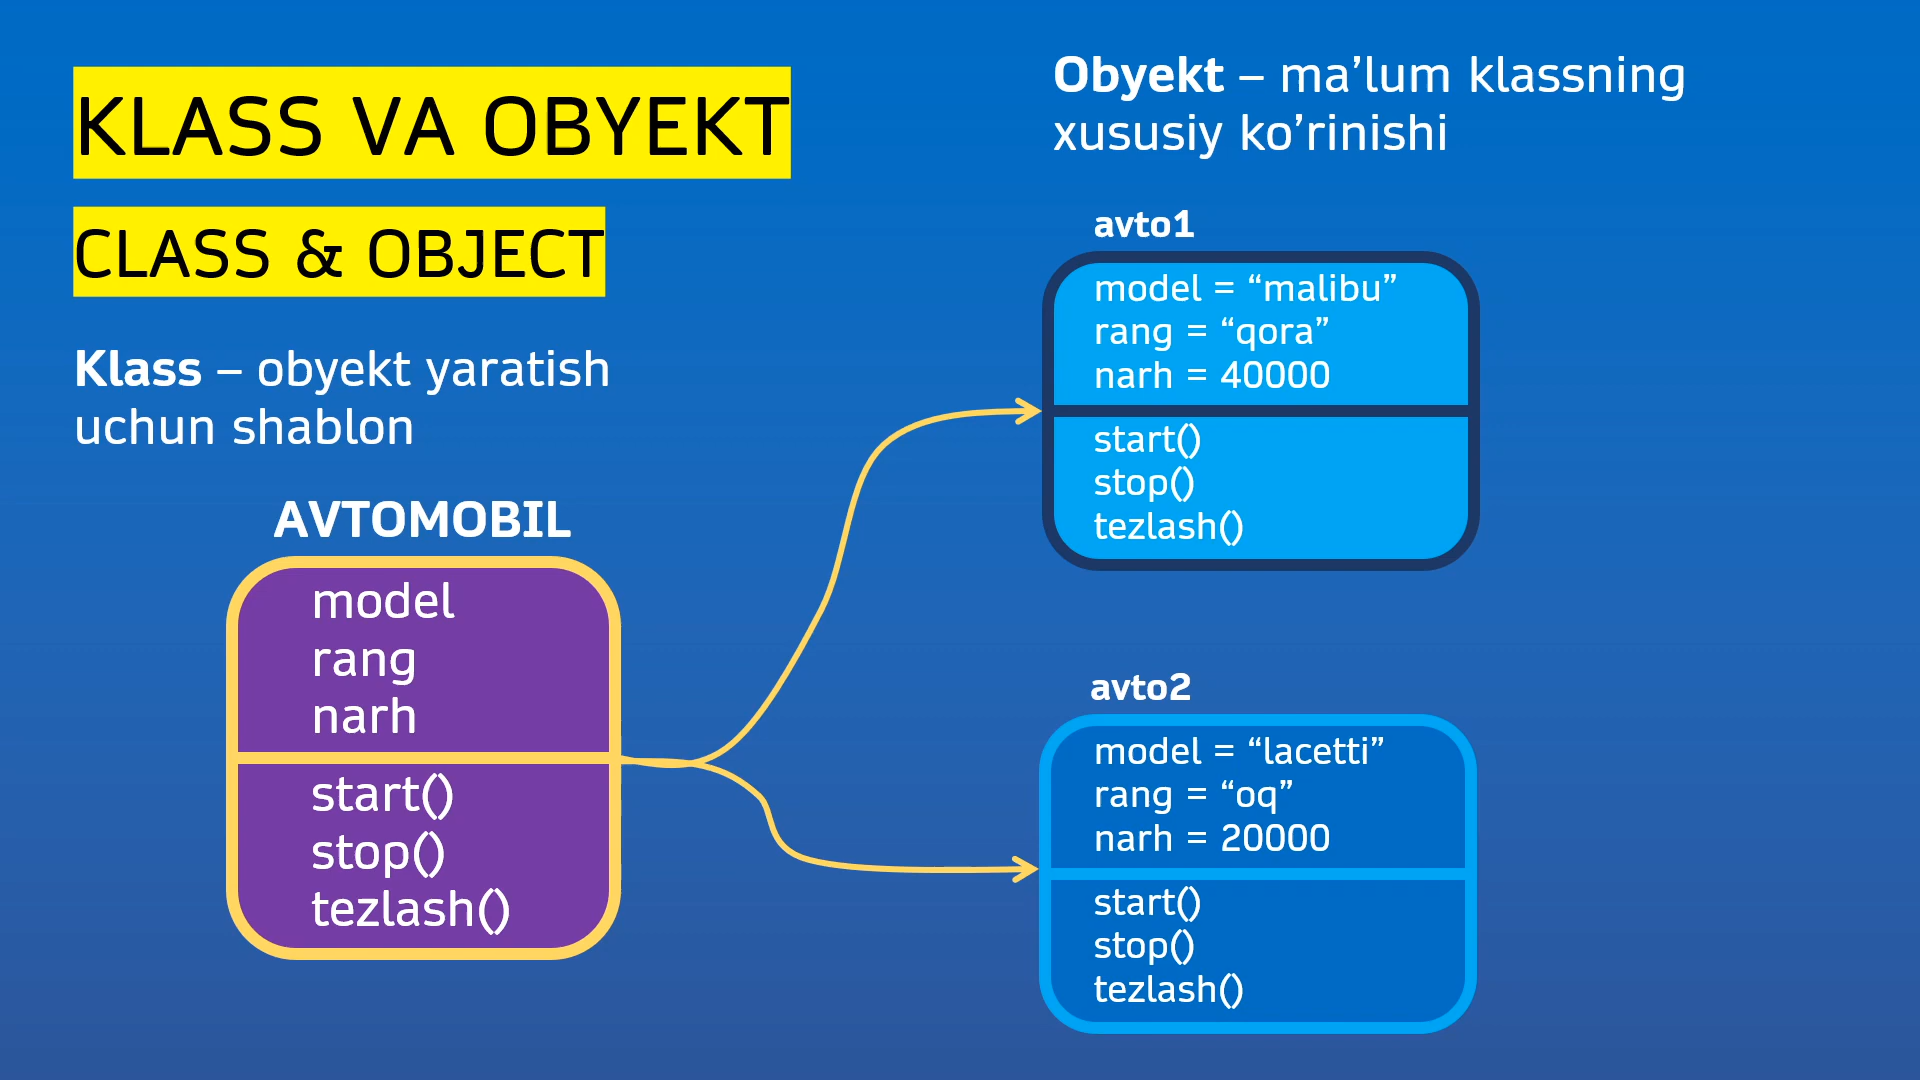 KLASS VA OBYEKT
CLASS & OBJECT
Klass – obyekt yaratish
uchun shablon
AVTOMOBIL
model
rang
narh
start()
stop()
tezlash()
Obyekt – ma’lum klassning
xususiy ko’rinishi
avto1
model = “malibu”
rang = “qora”
narh = 40000
start()
stop()
tezlash()
avto2
model = “lacetti”
rang = “oq”
narh = 20000
start()
stop()
tezlash()